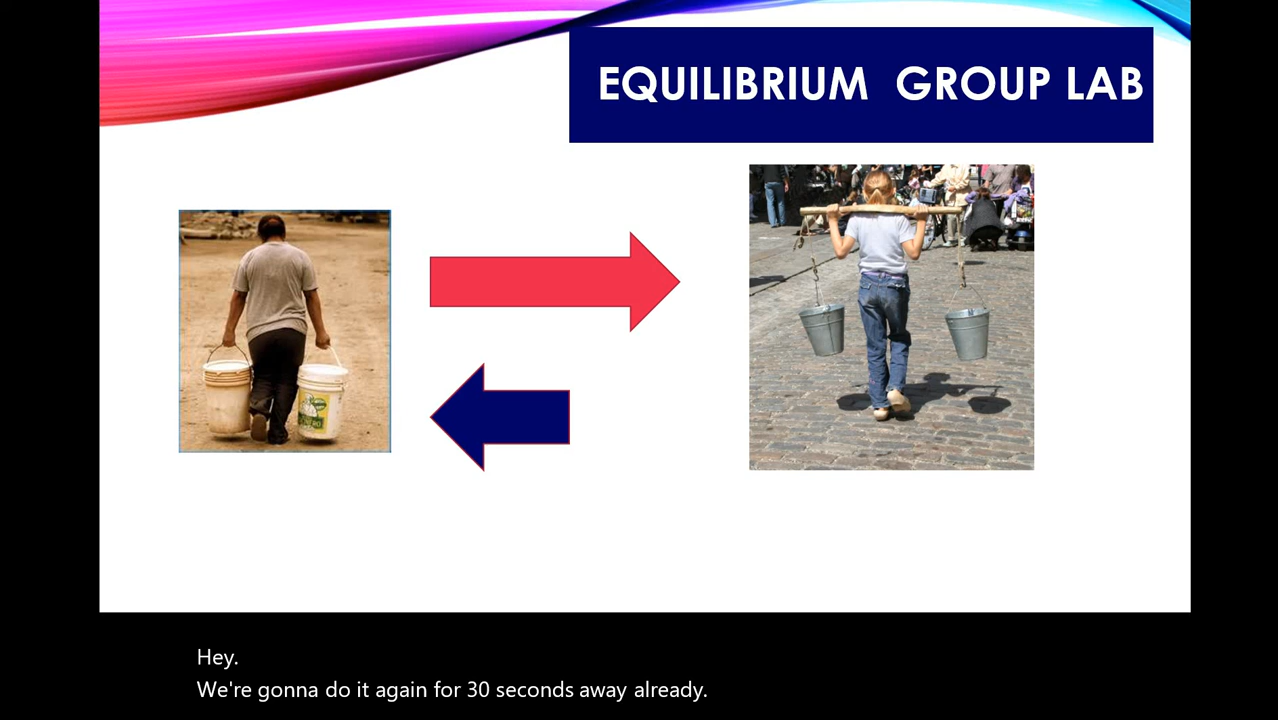 EQUILIBRIUM GROUP LAB
Hey.
We're gonna do it again for 30 seconds away already.